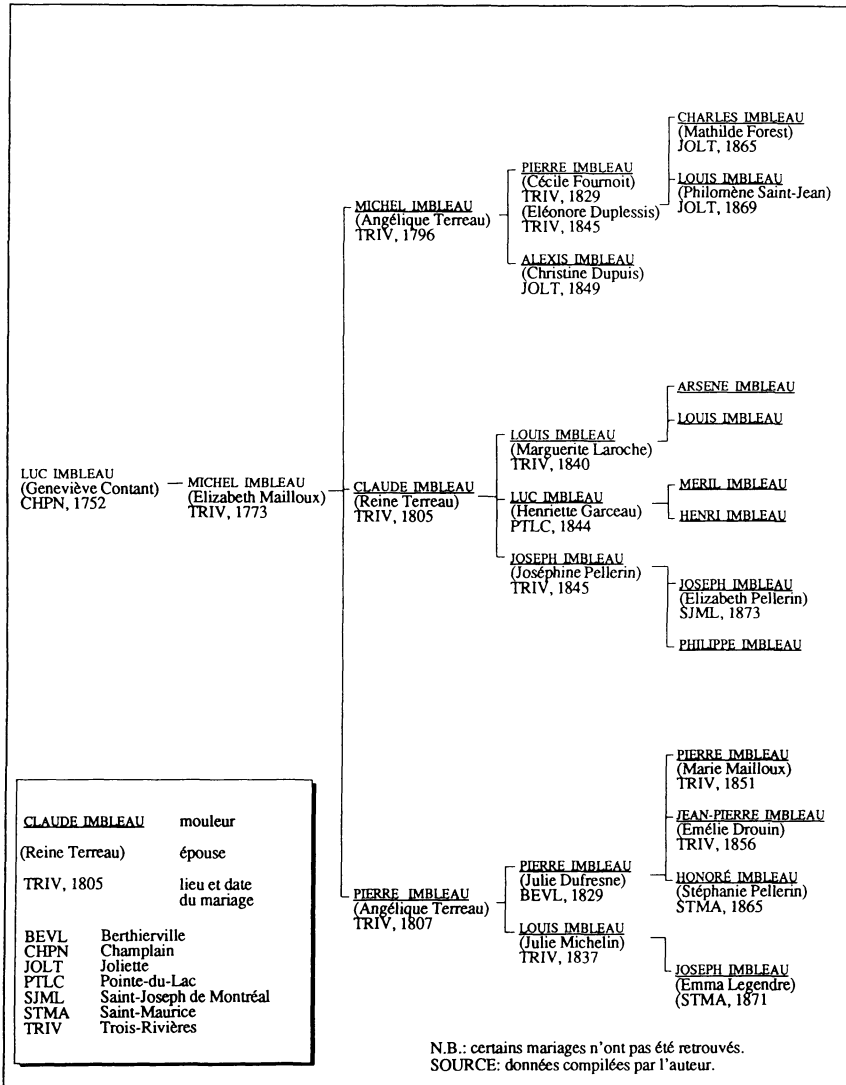 LUC IMBLEAU
(Geneviève Contant)
CHPN, 1752
MICHEL IMBLEAU
(Elizabeth Mailloux)
TRIV, 1773
MICHEL IMBLEAU
(Angélique Terreau)
TRIV, 1796
PIERRE IMBLEAU
(Cécile Fournoit)
TRIV, 1829
(Eléonore Duplessis)
TRIV, 1845
CHARLES IMBLEAU
(Mathilde Forest)
JOLT, 1865
LOUIS IMBLEAU
(Philomène Saint-Jean)
JOLT, 1869
ALEXIS IMBLEAU
(Christine Dupuis)
JOLT, 1849
CLAUDE IMBLEAU
(Reine Terreau)
TRIV, 1805
LOUIS IMBLEAU
(Marguerite Laroche)
TRIV, 1840
ARSENE IMBLEAU
LOUIS IMBLEAU
LUC IMBLEAU
(Henriette Garceau)
PTLC, 1844
MERIL IMBLEAU
HENRI IMBLEAU
JOSEPH IMBLEAU
(Joséphine Pellerin)
TRIV, 1845
JOSEPH IMBLEAU
(Elizabeth Pellerin)
SJML, 1873
PHILIPPE IMBLEAU
PIERRE IMBLEAU
(Angélique Terreau)
TRIV, 1807
PIERRE IMBLEAU
(Julie Dufresne)
BEVL, 1829
PIERRE IMBLEAU
(Marie Mailloux)
TRIV, 1851
JEAN-PIERRE IMBLEAU
(Emélie Drouin)
TRIV, 1856
HONORÉ IMBLEAU
(Stéphanie Pellerin)
STMA, 1865
LOUIS IMBLEAU
(Julie Michelin)
TRIV, 1837
JOSEPH IMBLEAU
(Emma Legendre)
(STMA, 1871
CLAUDE IMBLEAU mouleur
(Reine Terreau) épouse
TRIV, 1805 lieu et date
du mariage
BEVL Berthierville
CHPN Champlain
JOLT Joliette
PTLC Pointe-du-Lac
SJML Saint-Joseph de Montréal
STMA Saint-Maurice
TRIV Trois-Rivières
N.B.: certains mariages n'ont pas été retrouvés.
SOURCE: données compilées par l'auteur.